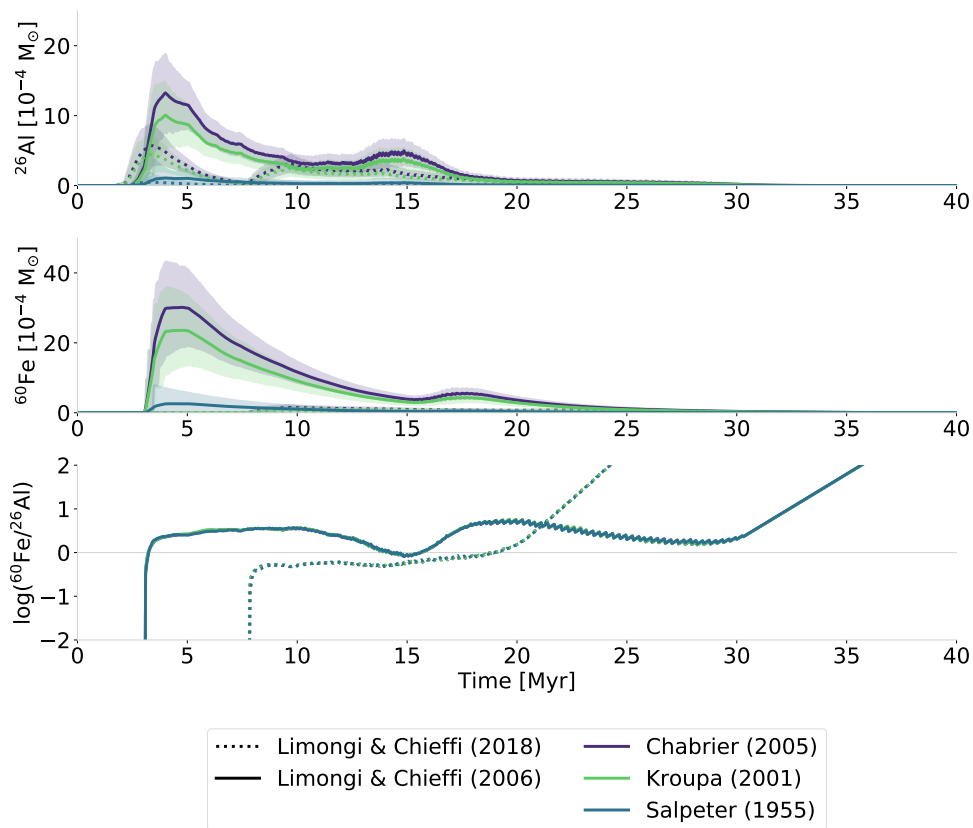 ²⁶Al [10⁻⁴ M☉]
20
10
0
0 5 10 15 20 25 30 35 40
⁶⁰Fe [10⁻⁴ M☉]
40
20
0
0 5 10 15 20 25 30 35 40
log(⁶⁰Fe/²⁶Al)
2
1
0
−1
−2
0 5 10 15 20 25 30 35 40
Time [Myr]
Limongi & Chieffi (2018)
Limongi & Chieffi (2006)
Chabrier (2005)
Kroupa (2001)
Salpeter (1955)